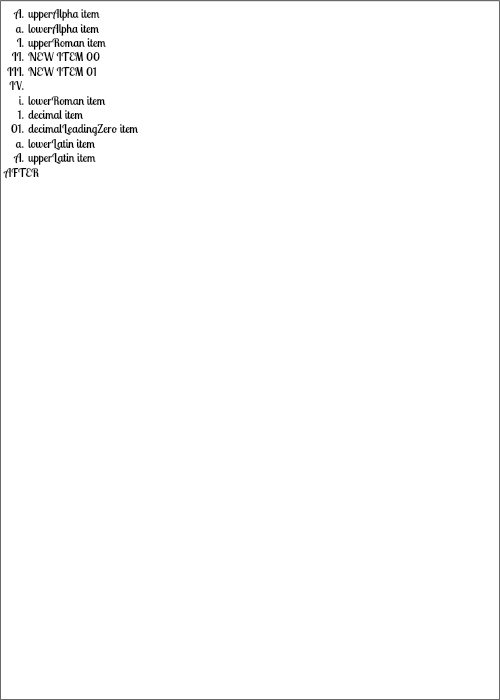 A. upperAlpha item
a. lowerAlpha item
I. upperRoman item
II. NEW ITEM 00
III. NEW ITEM 01
IV.
i. lowerRoman item
1. decimal item
01. decimalLeadingZero item
a. lowerLatin item
A. upperLatin item
AFTER